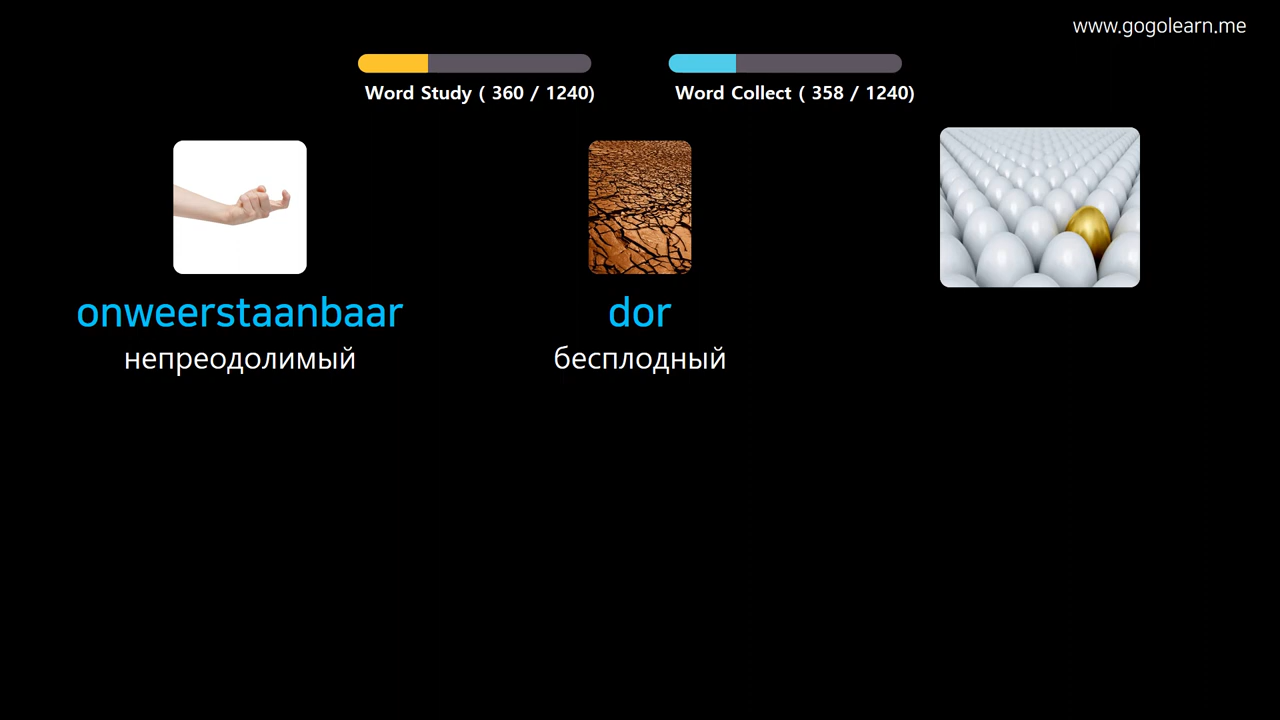 www.gogolearn.me
Word Study ( 360 / 1240)
Word Collect ( 358 / 1240)
onweerstaanbaar
непреодолимый
dor
бесплодный